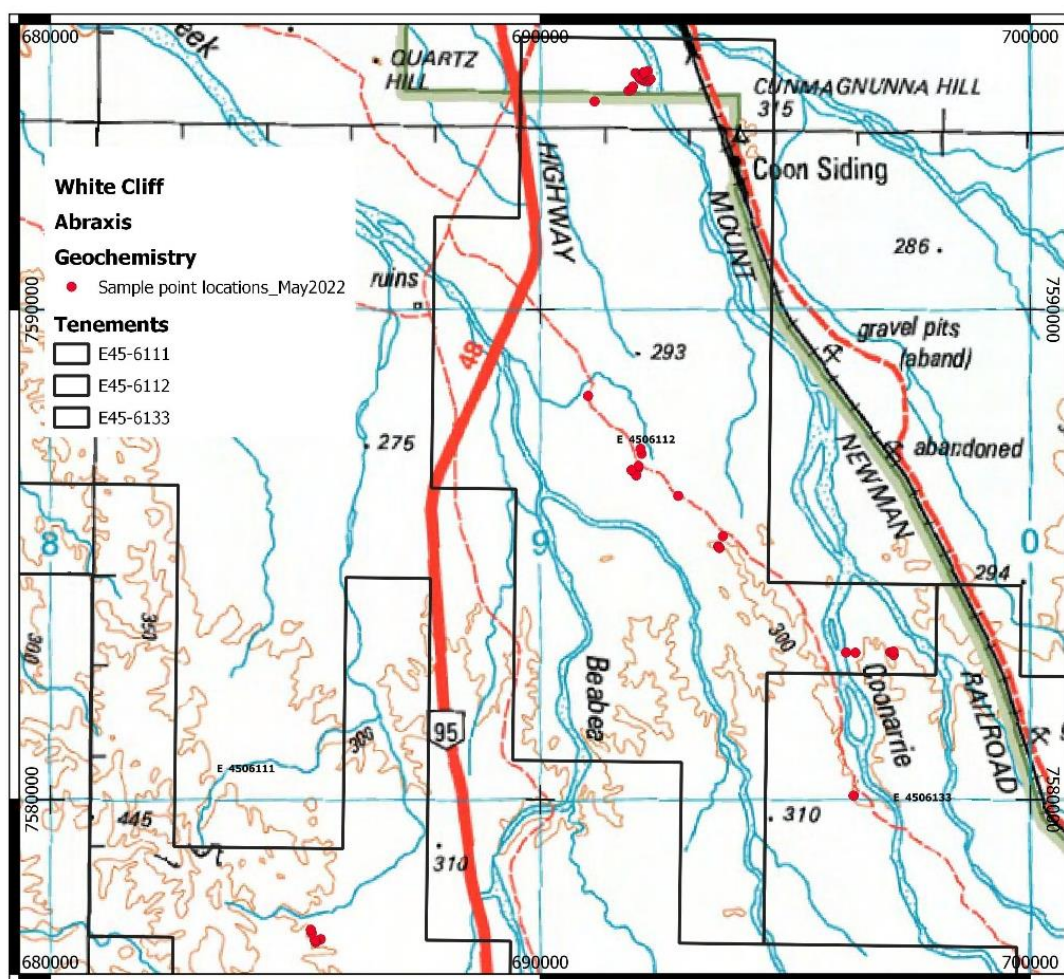 680000
690000
700000
eek
QUARTZ
HILL
CUNMAGNUNNA HILL
315
Coon Siding
HIGHWAY
MOUNT
286
White Cliff
Abraxis
Geochemistry
Sample point locations_May2022
Tenements
E45-6111
E45-6112
E45-6133
ruins
7590000
7590000
48
293
gravel pits
(aband)
275
E 4506112
abandoned
NEWMAN
8
9
0
294
350
300
300
Beabea
Coonarrie
RAILROAD
95
300
E 4506111
7580000
7580000
445
310
310
E 4506133
680000
690000
700000